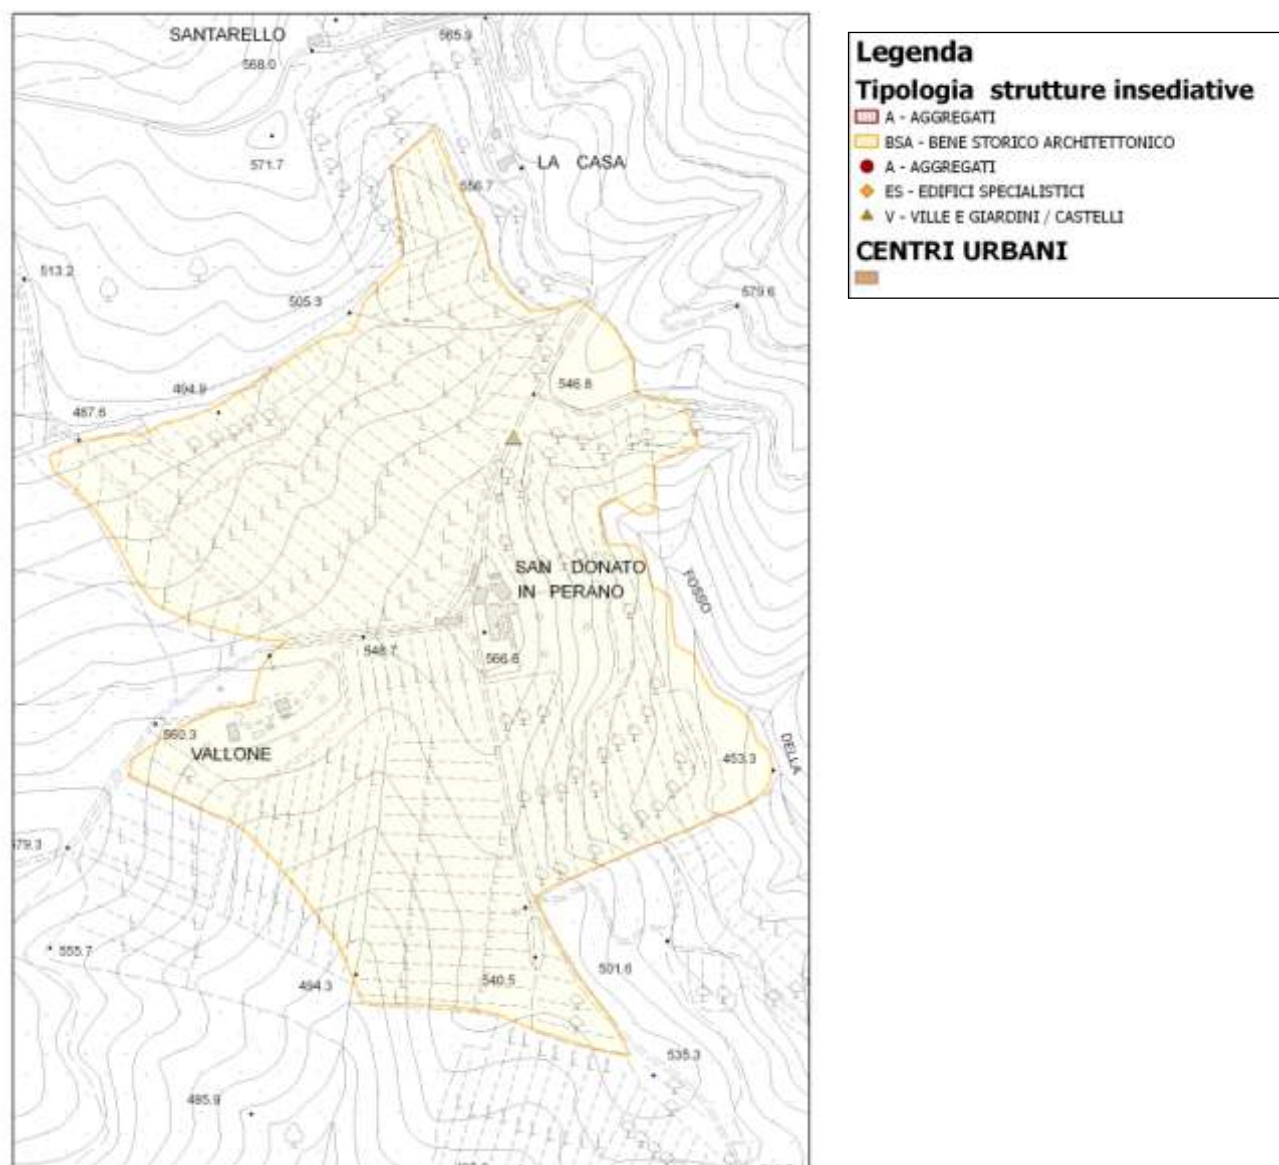 SANTARELLO
565.9
568.0
571.7
LA CASA
556.7
513.2
505.3
579.6
494.9
546.8
487.6
SAN DONATO
IN PERANO
FOSSO
548.7
566.6
560.3
VALLONE
DELLA
453.3
579.3
555.7
494.3
540.5
501.6
535.3
485.9
Legenda
Tipologia strutture insediative
A - AGGREGATI
BSA - BENE STORICO ARCHITETTONICO
A - AGGREGATI
ES - EDIFICI SPECIALISTICI
V - VILLE E GIARDINI / CASTELLI
CENTRI URBANI